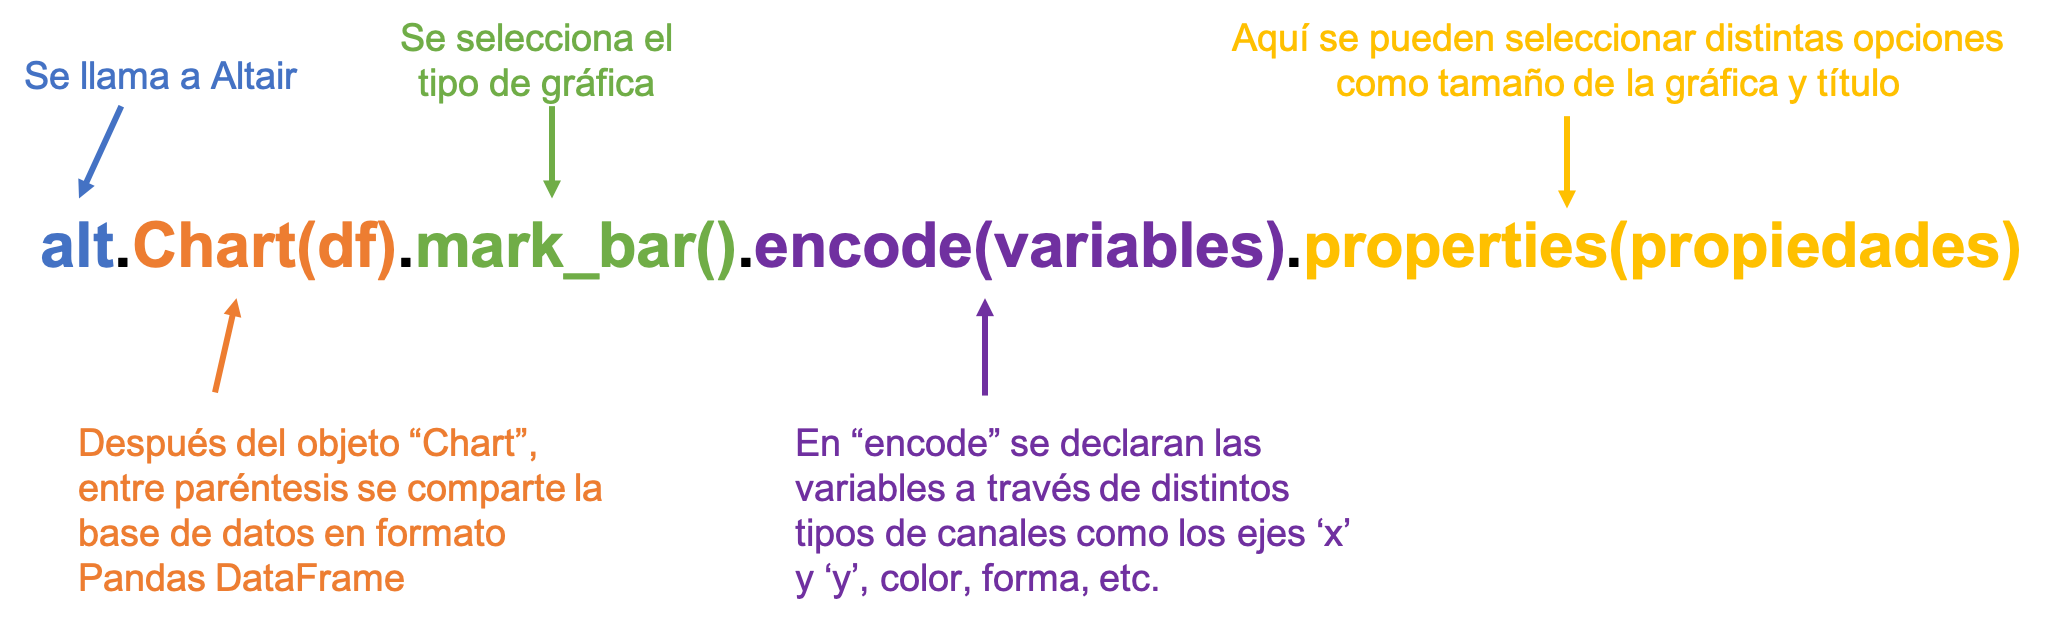 Se llama a Altair
Se selecciona el
tipo de gráfica
Aquí se pueden seleccionar distintas opciones
como tamaño de la gráfica y título
alt.Chart(df).mark_bar().encode(variables).properties(propiedades)
Después del objeto “Chart”,
entre paréntesis se comparte la
base de datos en formato
Pandas DataFrame
En “encode” se declaran las
variables a través de distintos
tipos de canales como los ejes ‘x’
y ‘y’, color, forma, etc.